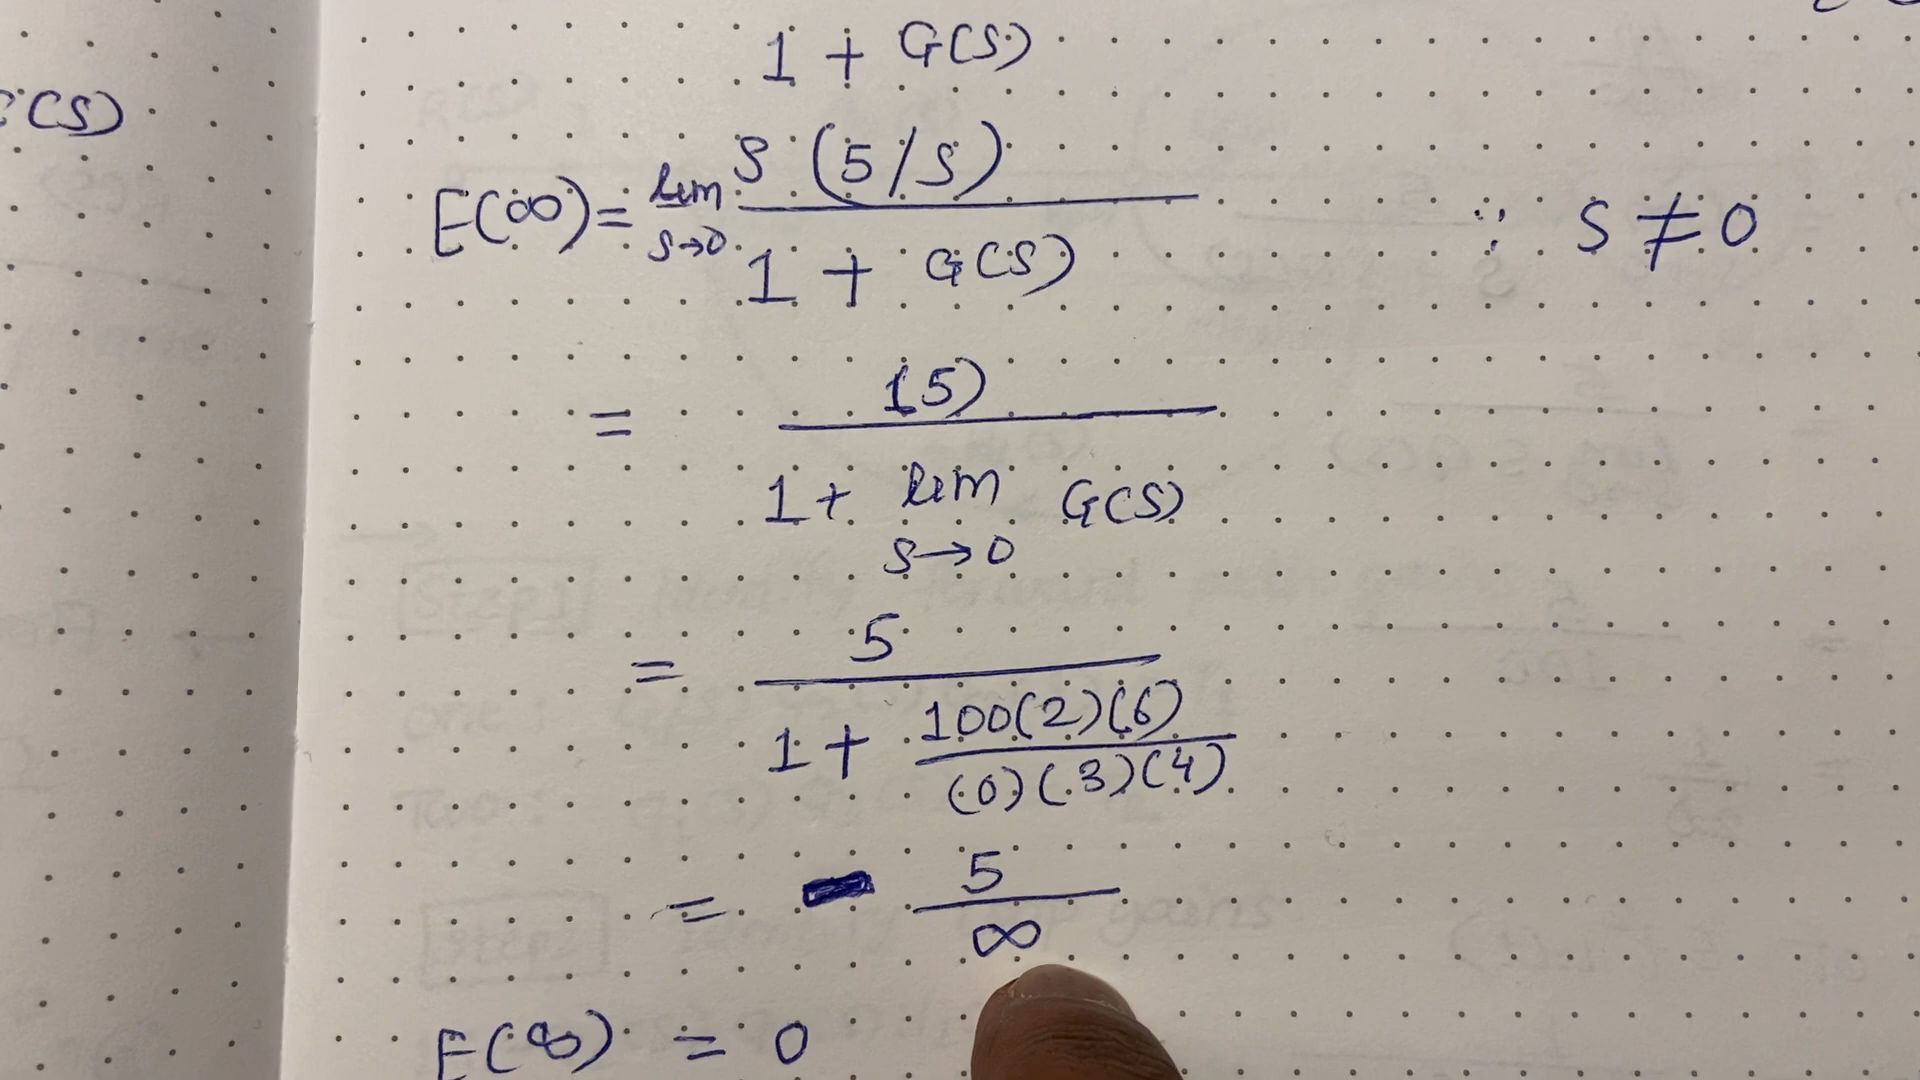 1 + G(S)
(S)
S (5/S)
E(∞) = lim
S→0
1 + G(S)
∵ S ≠ 0
= (5)
1 + lim G(S)
S→0
= 5
1 + 100(2)(6)
(0)(3)(4)
= 5
∞
E(∞) = 0